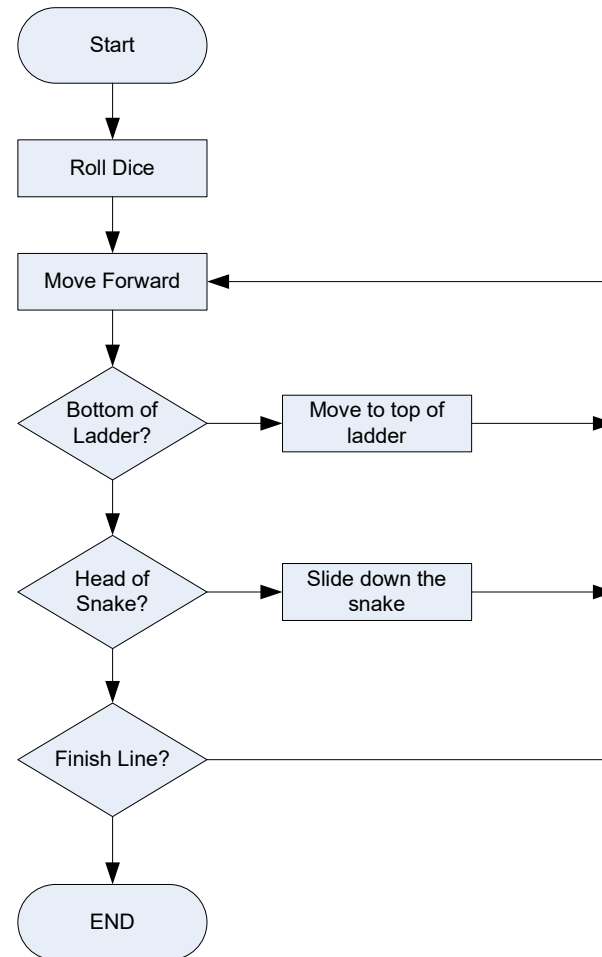 Start
Roll Dice
Move Forward
Bottom of
Ladder?
Move to top of
ladder
Head of
Snake?
Slide down the
snake
Finish Line?
END